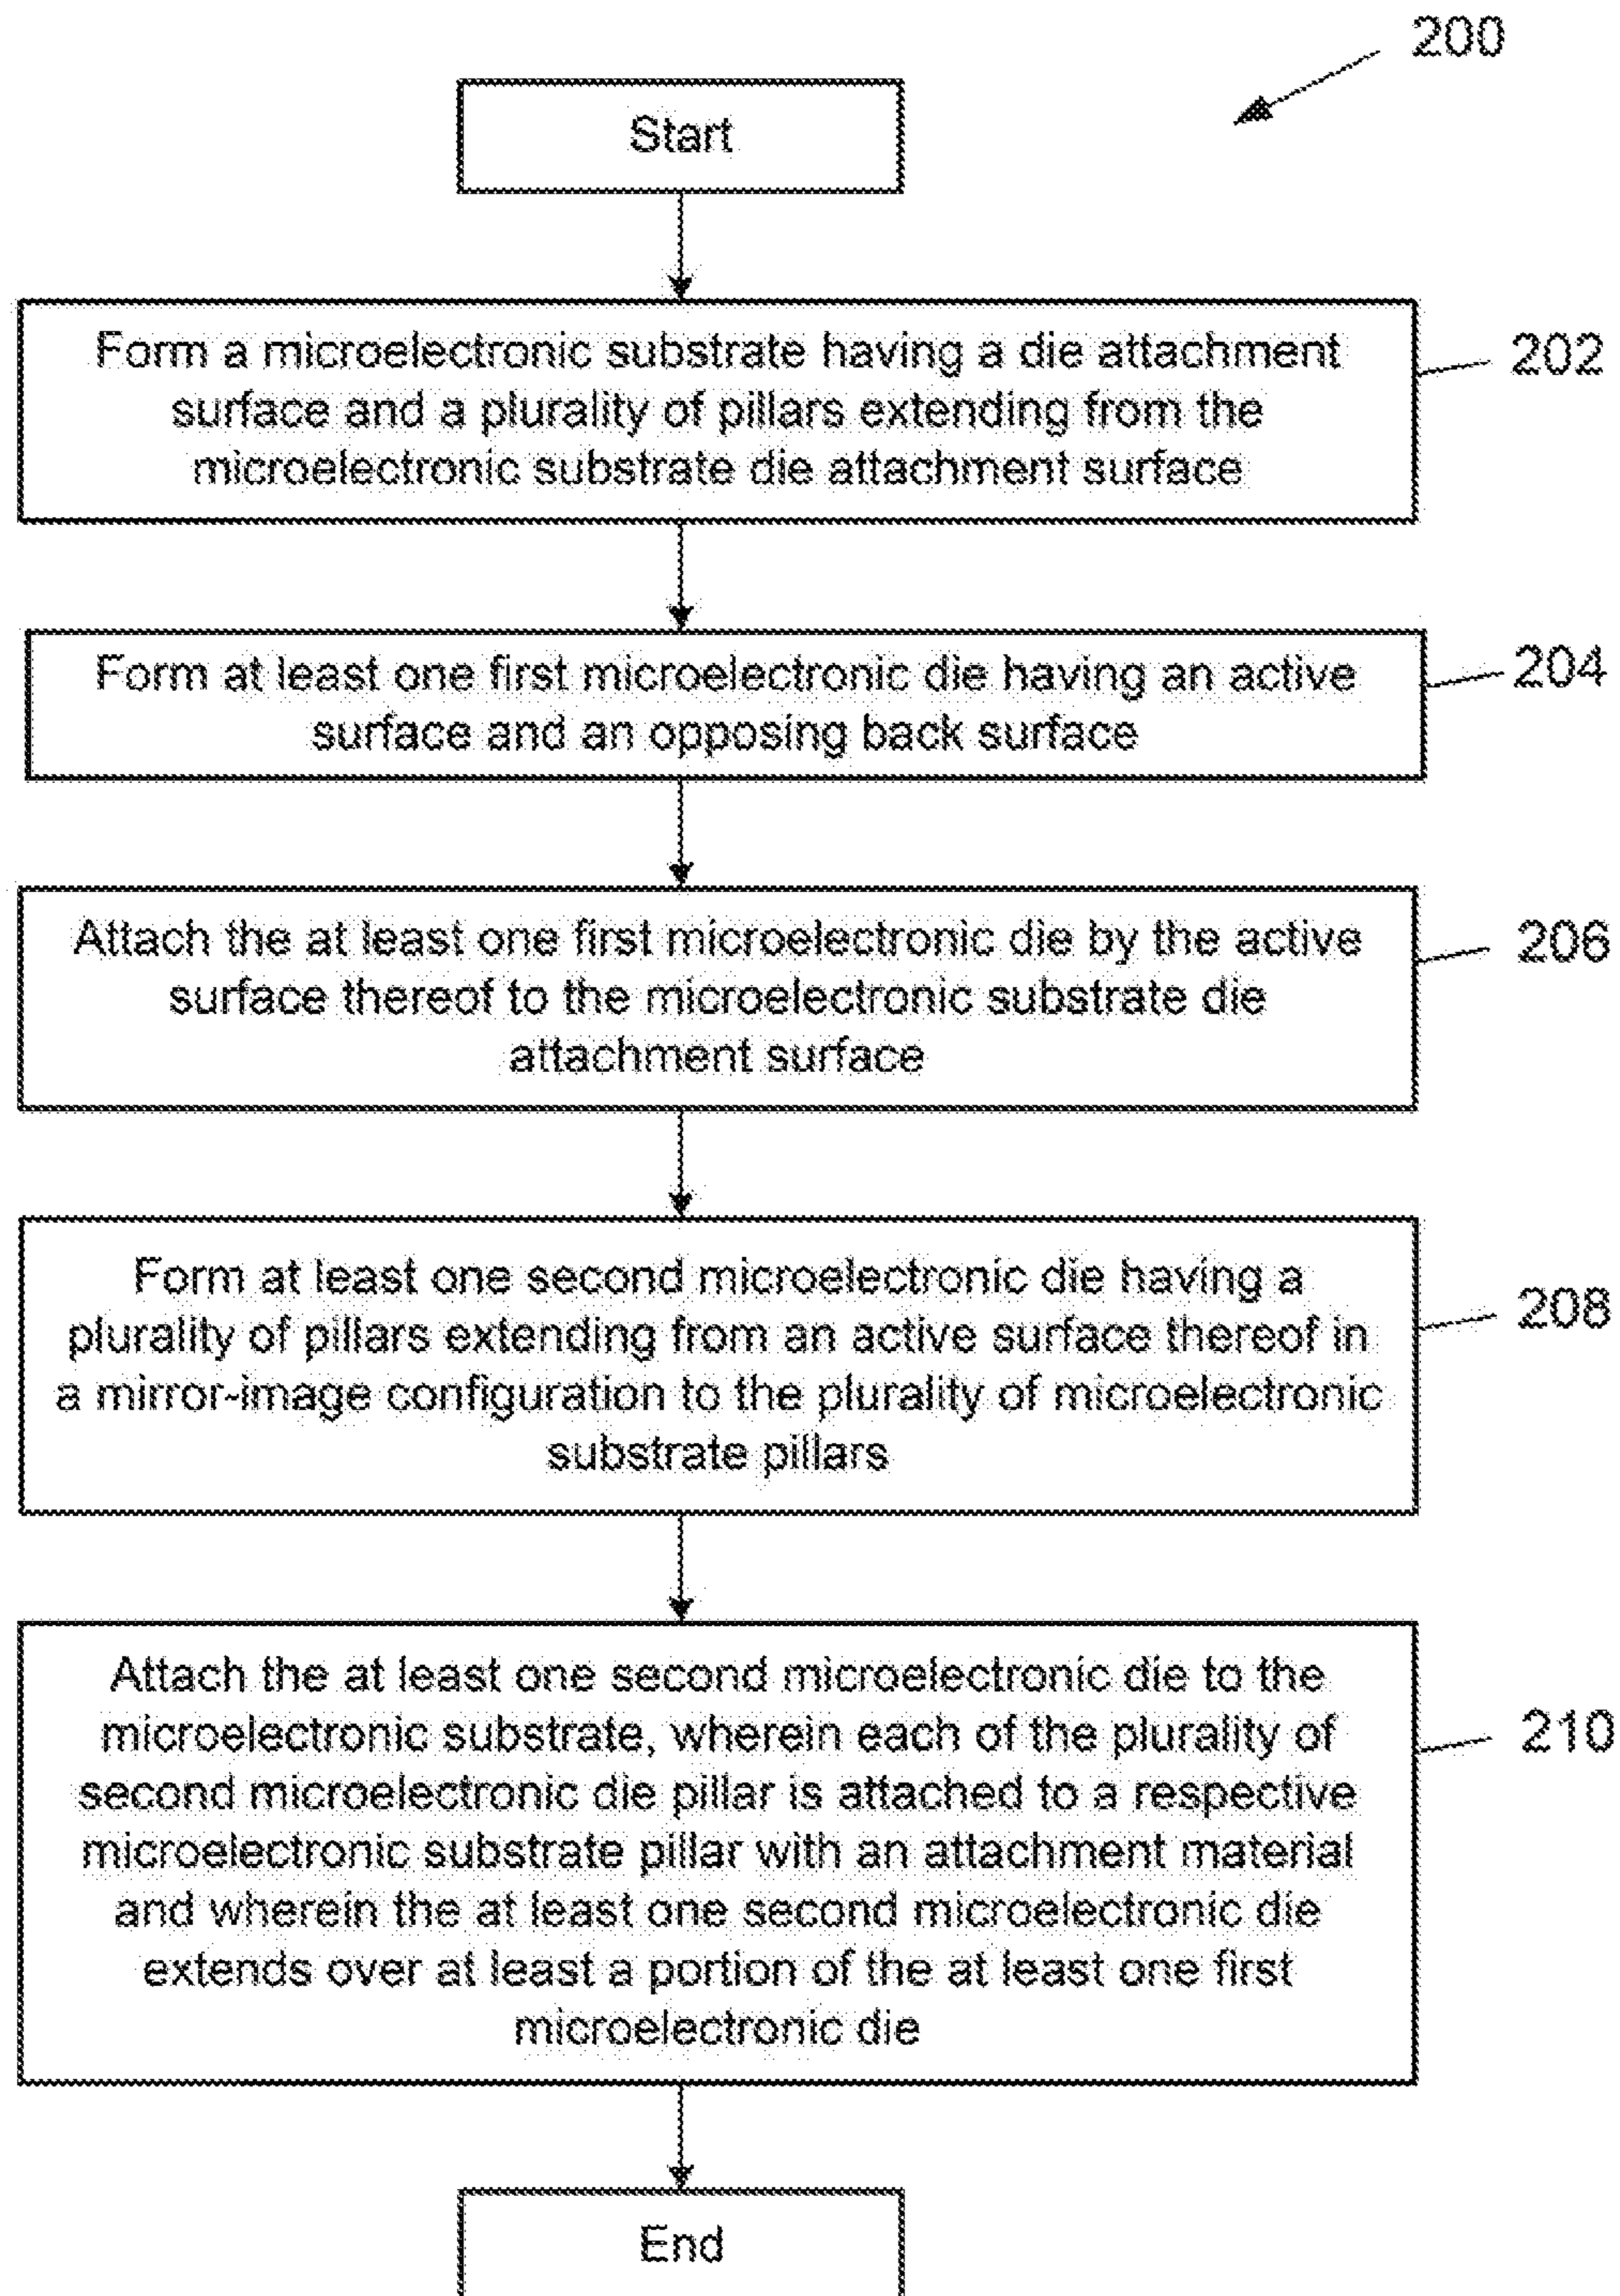 200
Start
Form a microelectronic substrate having a die attachment
surface and a plurality of pillars extending from the
microelectronic substrate die attachment surface
202
Form at least one first microelectronic die having an active
surface and an opposing back surface
204
Attach the at least one first microelectronic die by the active
surface thereof to the microelectronic substrate die
attachment surface
206
Form at least one second microelectronic die having a
plurality of pillars extending from an active surface thereof in
a mirror-image configuration to the plurality of microelectronic
substrate pillars
208
Attach the at least one second microelectronic die to the
microelectronic substrate, wherein each of the plurality of
second microelectronic die pillar is attached to a respective
microelectronic substrate pillar with an attachment material
and wherein the at least one second microelectronic die
extends over at least a portion of the at least one first
microelectronic die
210
End